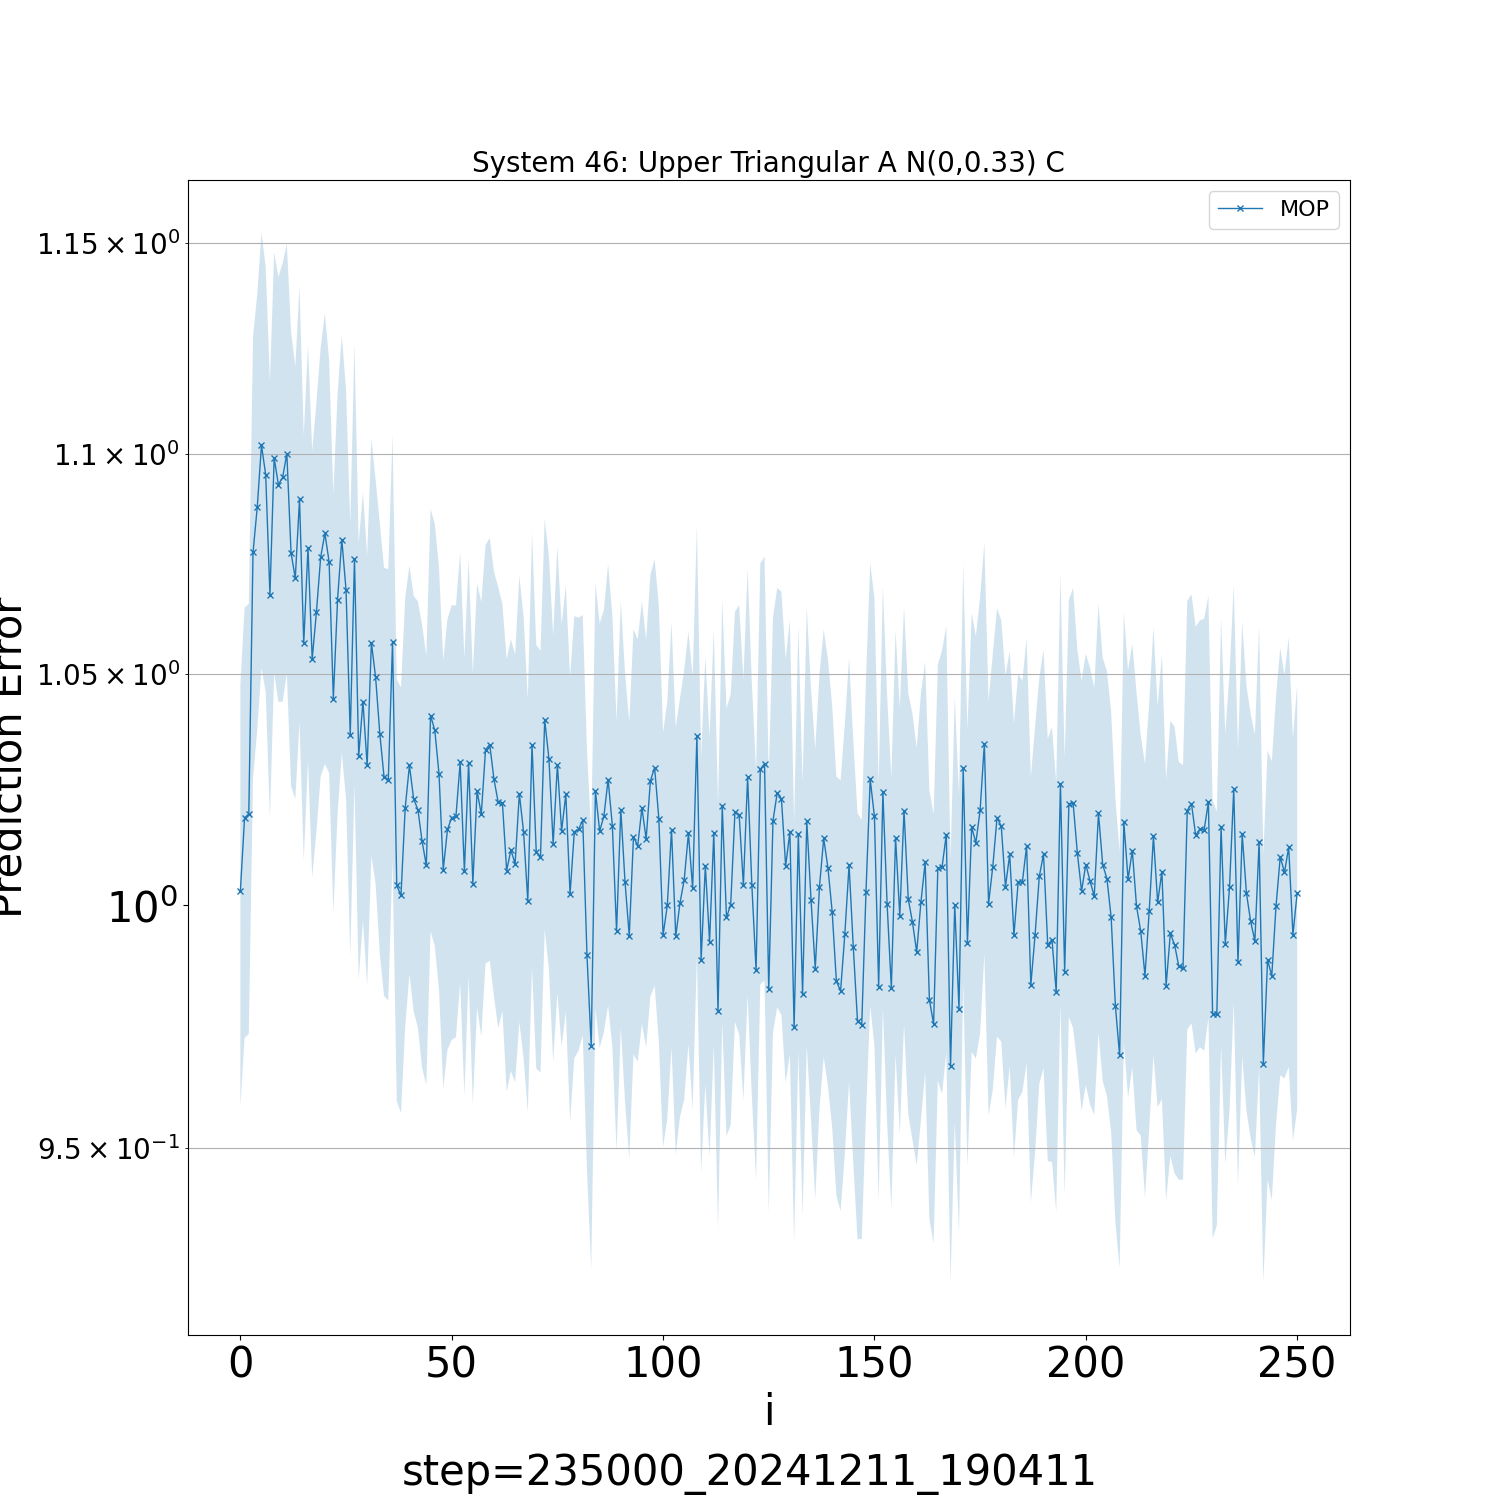 System 46: Upper Triangular A N(0,0.33) C
MOP
1.15 × 10⁰
1.1 × 10⁰
1.05 × 10⁰
10⁰
9.5 × 10⁻¹
Prediction Error
0 50 100 150 200 250
i
step=235000_20241211_190411